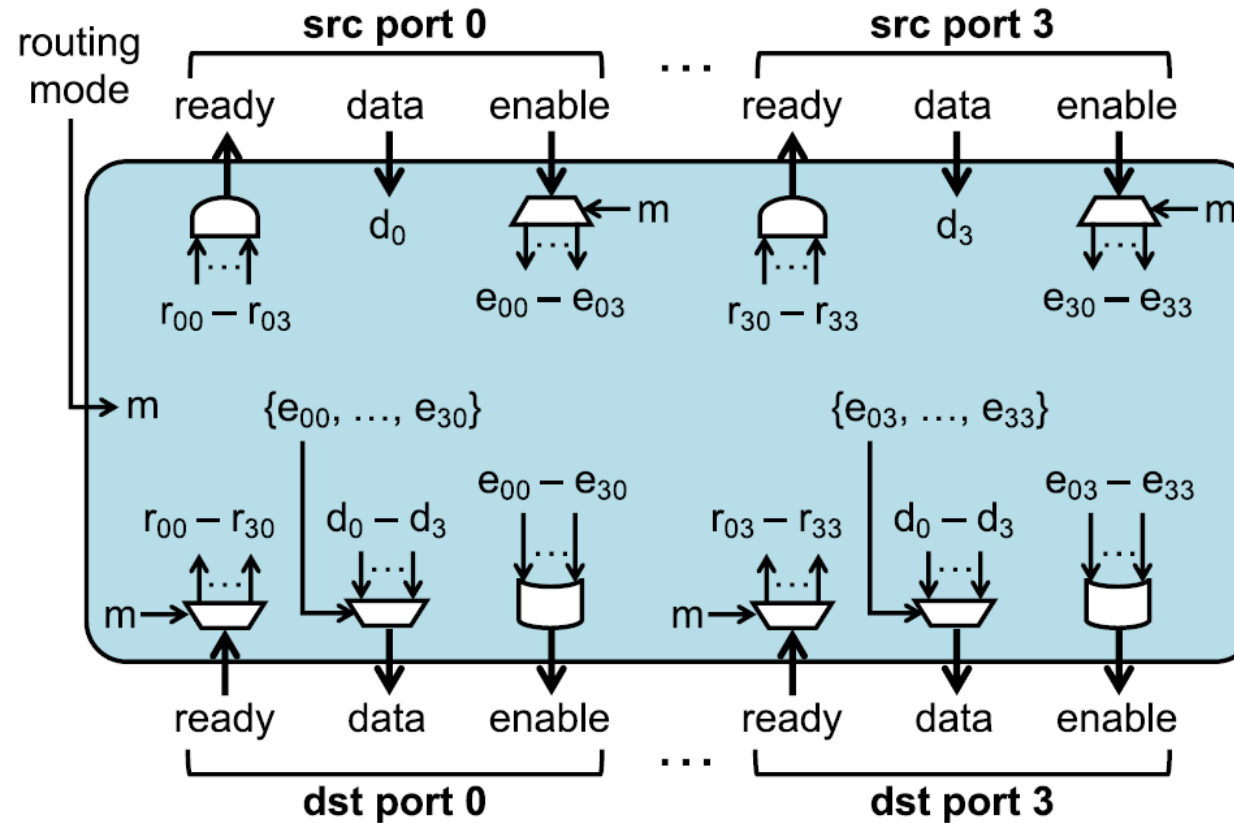 src port 0 ... src port 3
routing mode
ready data enable ready data enable
d₀ m d₃ m
... ... ... ...
r₀₀ – r₀₃ e₀₀ – e₀₃ r₃₀ – r₃₃ e₃₀ – e₃₃
m {e₀₀, ..., e₃₀} {e₀₃, ..., e₃₃}
e₀₀ – e₃₀ e₀₃ – e₃₃
r₀₀ – r₃₀ d₀ – d₃ r₀₃ – r₃₃ d₀ – d₃
... ... ... ... ... ...
m m
ready data enable ready data enable
dst port 0 ... dst port 3